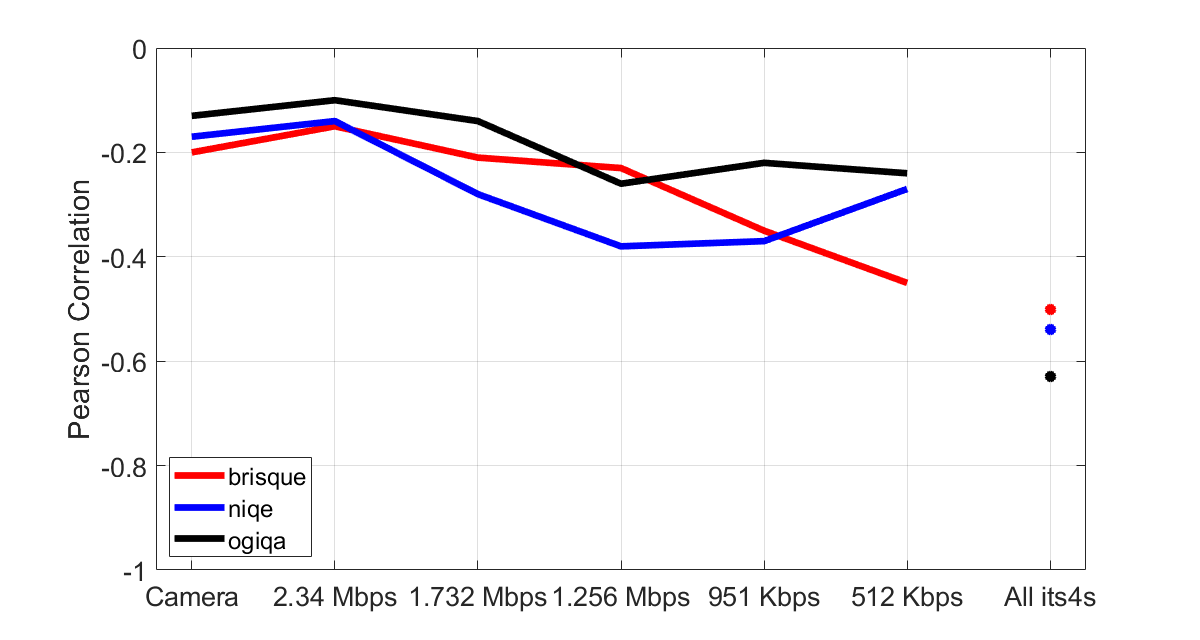 0
-0.2
-0.4
-0.6
-0.8
-1
Pearson Correlation
brisque
niqe
ogiqa
Camera 2.34 Mbps 1.732 Mbps 1.256 Mbps 951 Kbps 512 Kbps All its4s